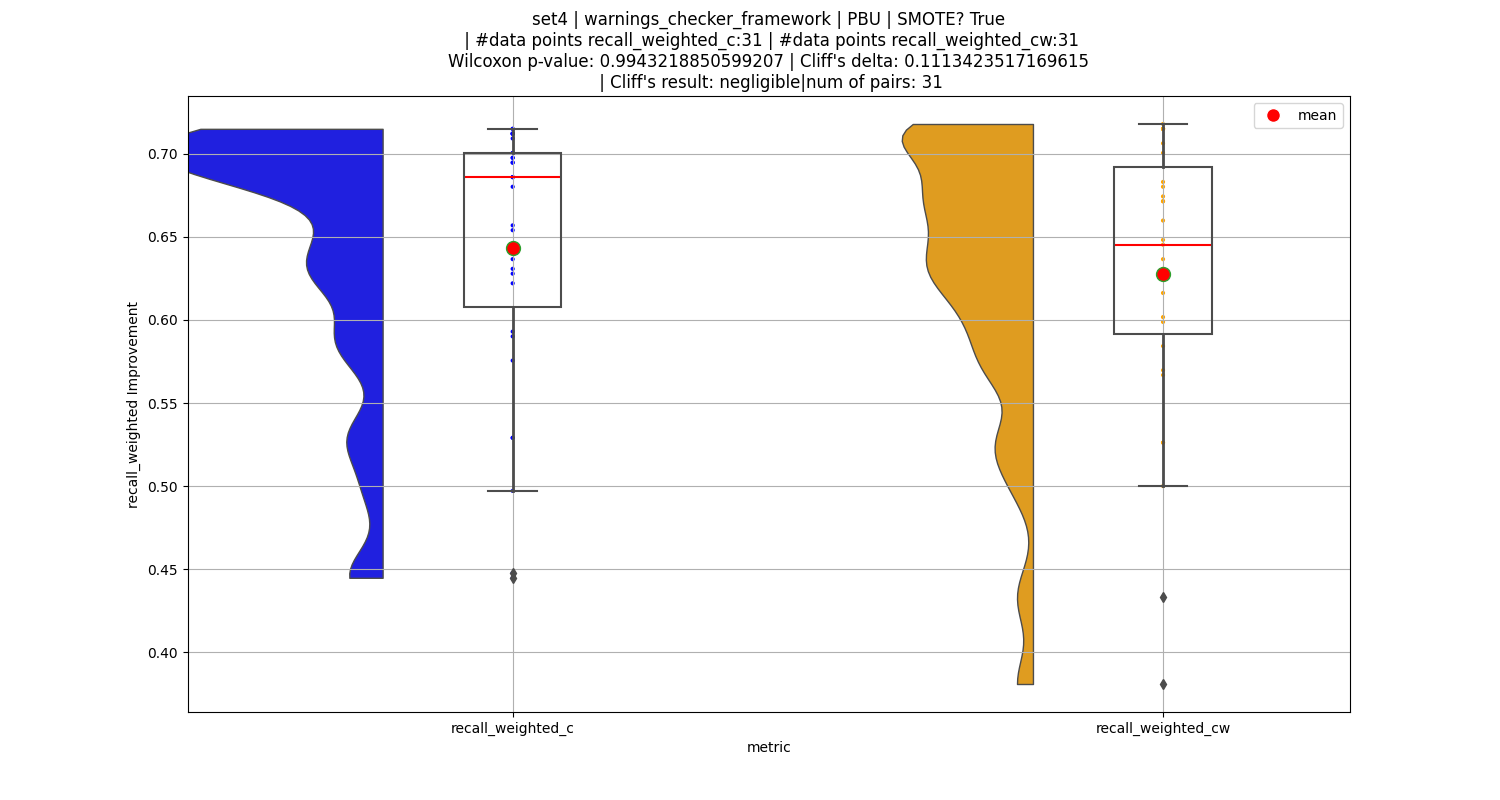 set4 | warnings_checker_framework | PBU | SMOTE? True
| #data points recall_weighted_c:31 | #data points recall_weighted_cw:31
Wilcoxon p-value: 0.9943218850599207 | Cliff's delta: 0.1113423517169615
| Cliff's result: negligible|num of pairs: 31
mean
0.70
0.65
0.60
0.55
0.50
0.45
0.40
recall_weighted Improvement
recall_weighted_c
recall_weighted_cw
metric